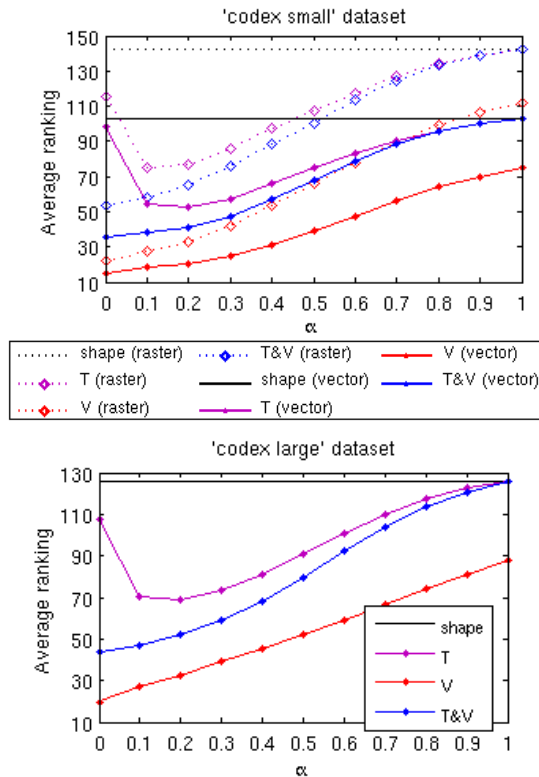 'codex small' dataset
150
130
110
90
70
50
30
10
Average ranking
0 0.1 0.2 0.3 0.4 0.5 0.6 0.7 0.8 0.9 1
α
shape (raster) T&V (raster) V (vector)
T (raster) shape (vector) T&V (vector)
V (raster) T (vector)
'codex large' dataset
130
110
90
70
50
30
10
Average ranking
shape
T
V
T&V
0 0.1 0.2 0.3 0.4 0.5 0.6 0.7 0.8 0.9 1
α